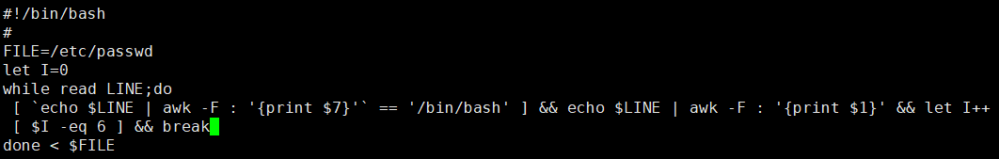 #!/bin/bash
#
FILE=/etc/passwd
let I=0
while read LINE;do
 [ `echo $LINE | awk -F : '{print $7}'` == '/bin/bash' ] && echo $LINE | awk -F : '{print $1}' && let I++
 [ $I -eq 6 ] && break
done < $FILE